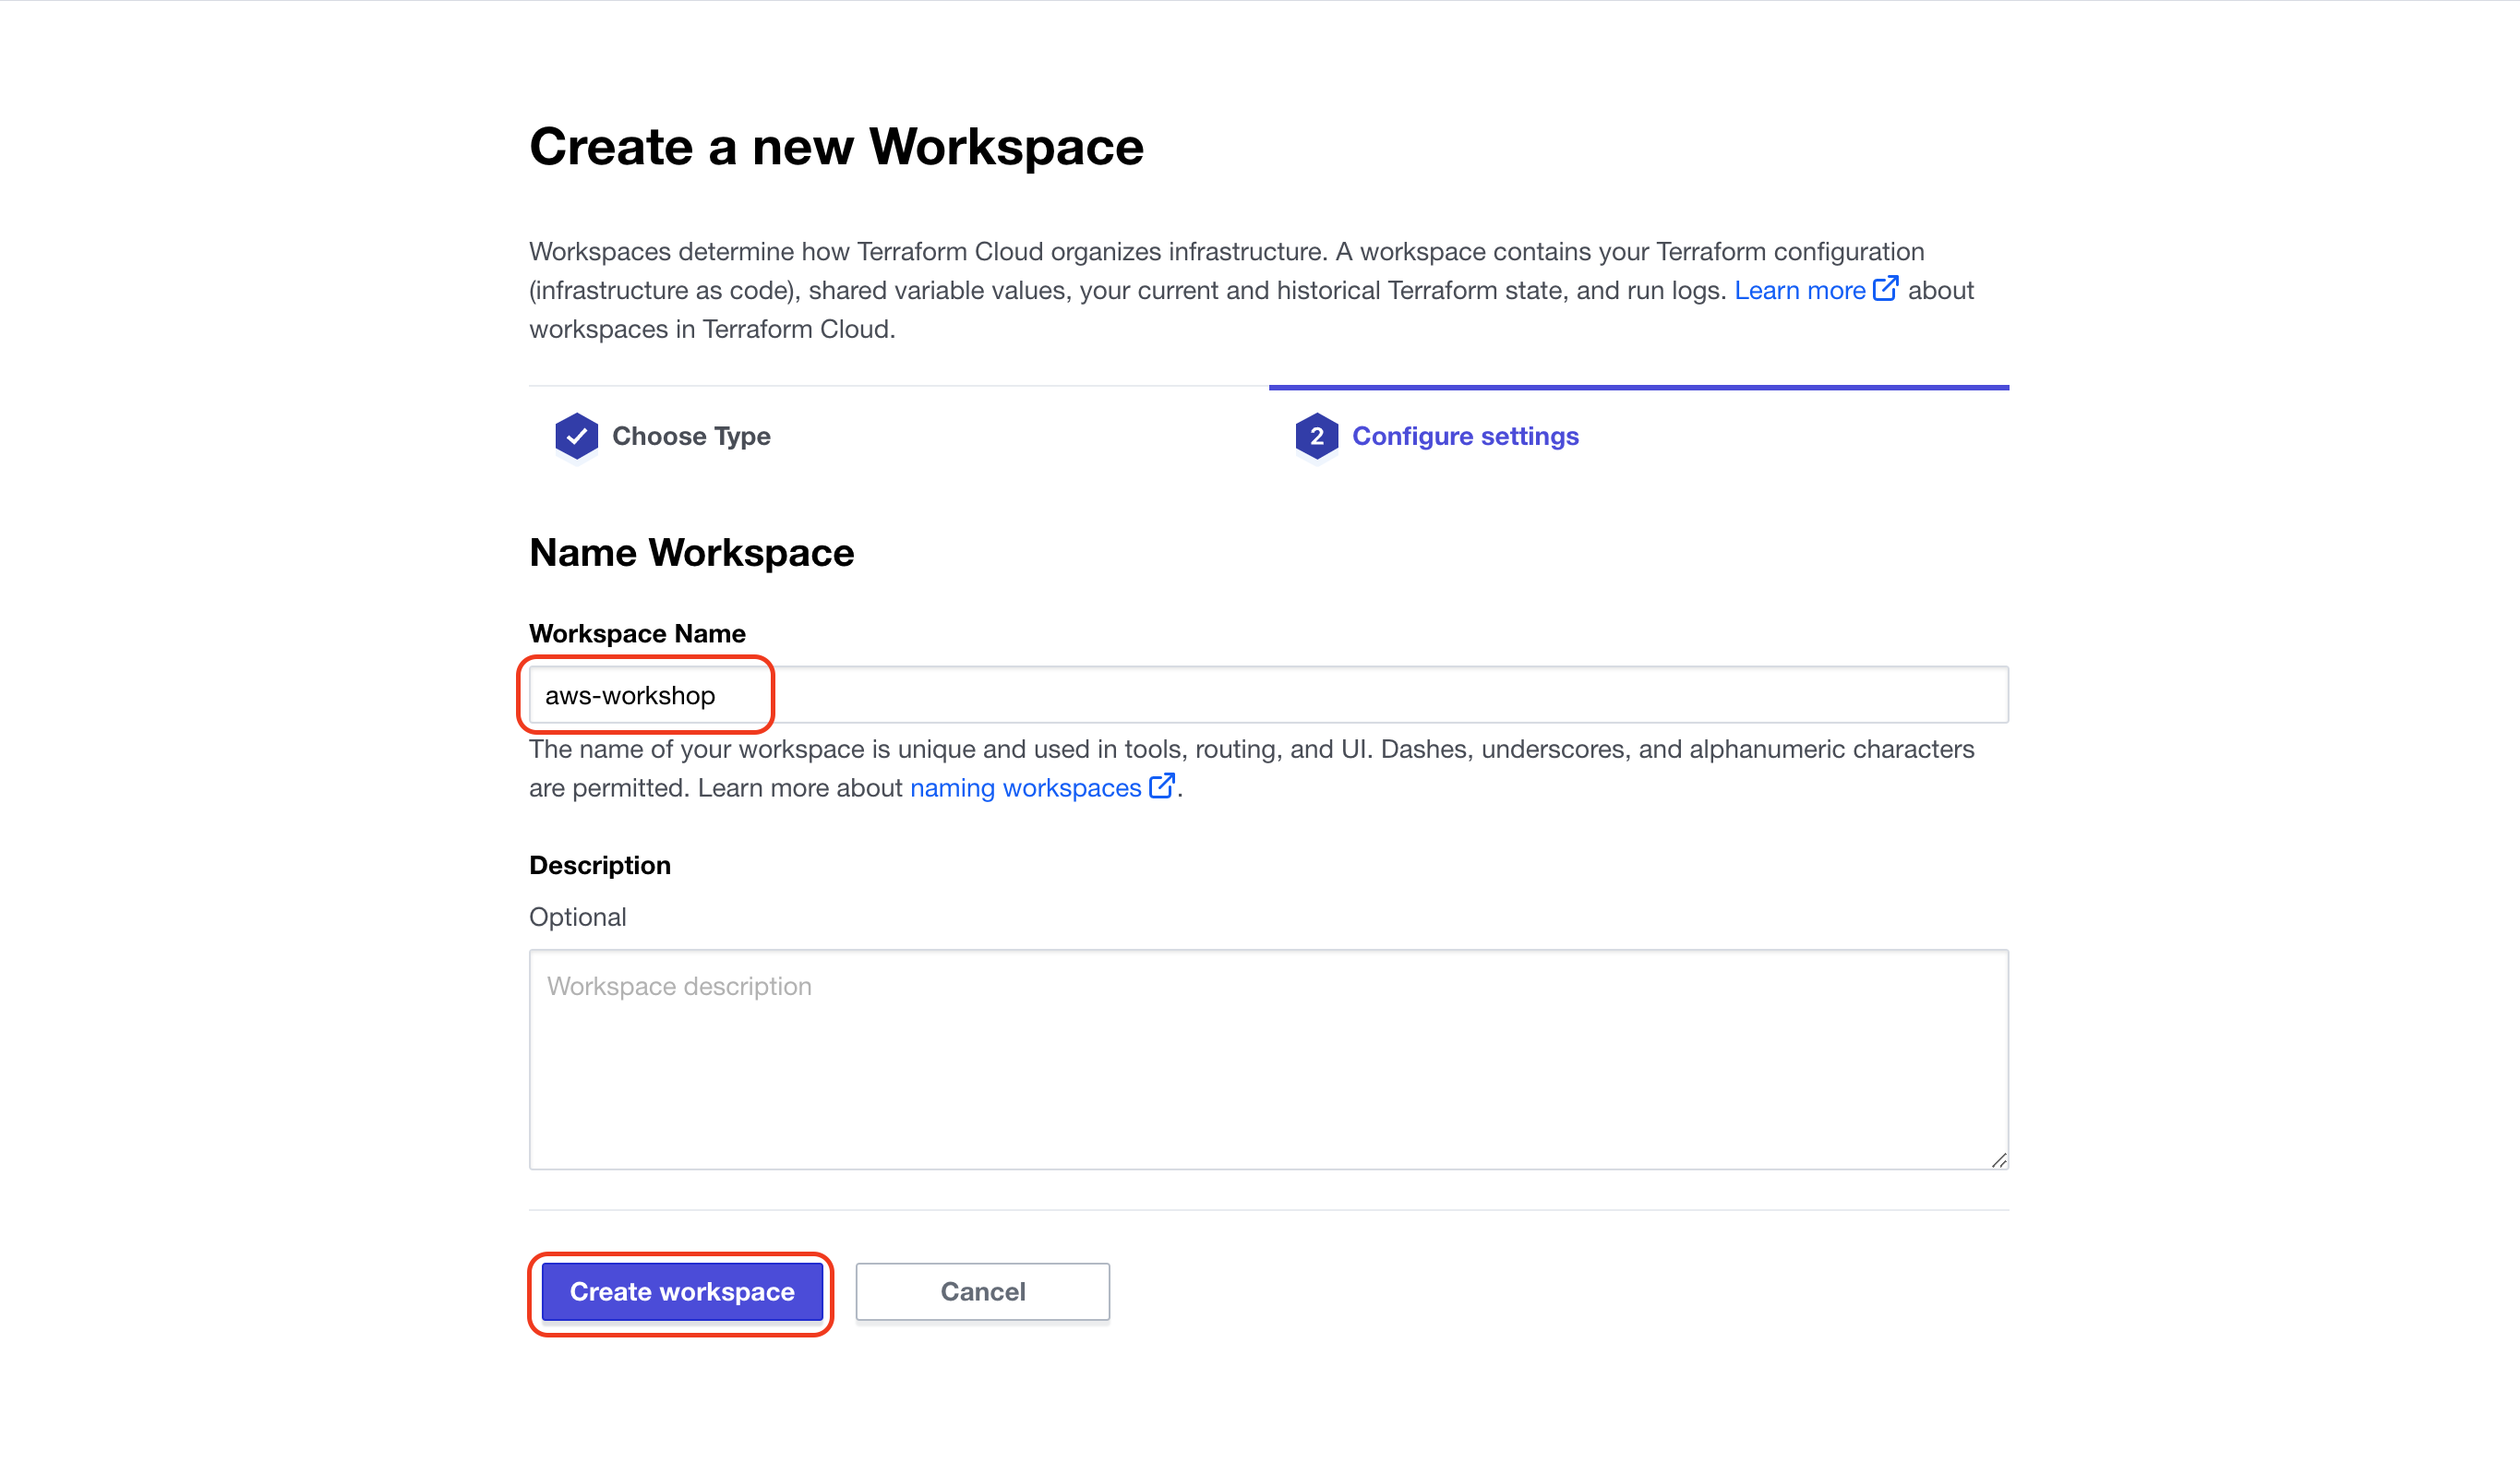 Create a new Workspace
Workspaces determine how Terraform Cloud organizes infrastructure. A workspace contains your Terraform configuration
(infrastructure as code), shared variable values, your current and historical Terraform state, and run logs. Learn more about
workspaces in Terraform Cloud.
Choose Type
2 Configure settings
Name Workspace
Workspace Name
aws-workshop
The name of your workspace is unique and used in tools, routing, and UI. Dashes, underscores, and alphanumeric characters
are permitted. Learn more about naming workspaces.
Description
Optional
Workspace description
Create workspace
Cancel